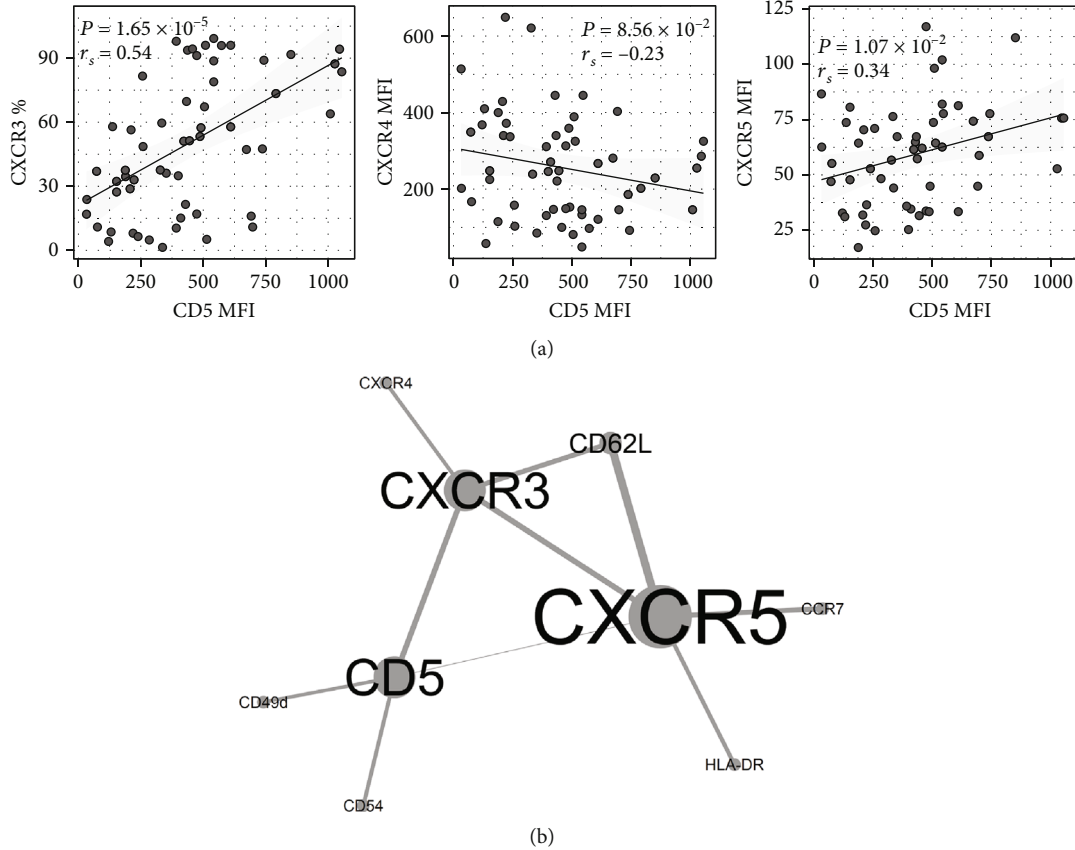 P = 1.65 × 10⁻⁵
rₛ = 0.54
CXCR3 %
90
60
30
0
0 250 500 750 1000
CD5 MFI
P = 8.56 × 10⁻²
rₛ = −0.23
CXCR4 MFI
600
400
200
0 250 500 750 1000
CD5 MFI
P = 1.07 × 10⁻²
rₛ = 0.34
CXCR5 MFI
125
100
75
50
25
0 250 500 750 1000
CD5 MFI
(a)
CXCR4
CD62L
CXCR3
CXCR5
CCR7
CD5
CD49d
HLA-DR
CD54
(b)